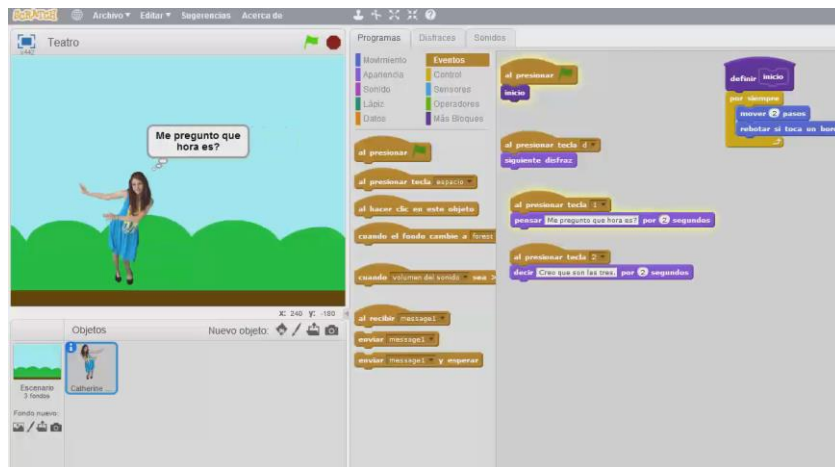 SCRATCH Archivo Editar Sugerencias Acerca de
Teatro
v442
Me pregunto que
hora es?
X: 240 y: -180
Objetos
Nuevo objeto:
Escenario
3 fondos
Catherine ...
Fondo nuevo:
Programas Disfraces Sonidos
Movimiento Eventos
Apariencia Control
Sonido Sensores
Lápiz Operadores
Datos Más Bloques
al presionar
al presionar tecla espacio
al hacer clic en este objeto
cuando el fondo cambie a forest
cuando volumen del sonido sea >
al recibir message1
enviar message1
enviar message1 y esperar
al presionar
inicio
al presionar tecla d
siguiente disfraz
al presionar tecla 1
pensar Me pregunto que hora es? por 2 segundos
al presionar tecla 2
decir Creo que son las tres. por 2 segundos
definir inicio
por siempre
mover 2 pasos
rebotar si toca un bor